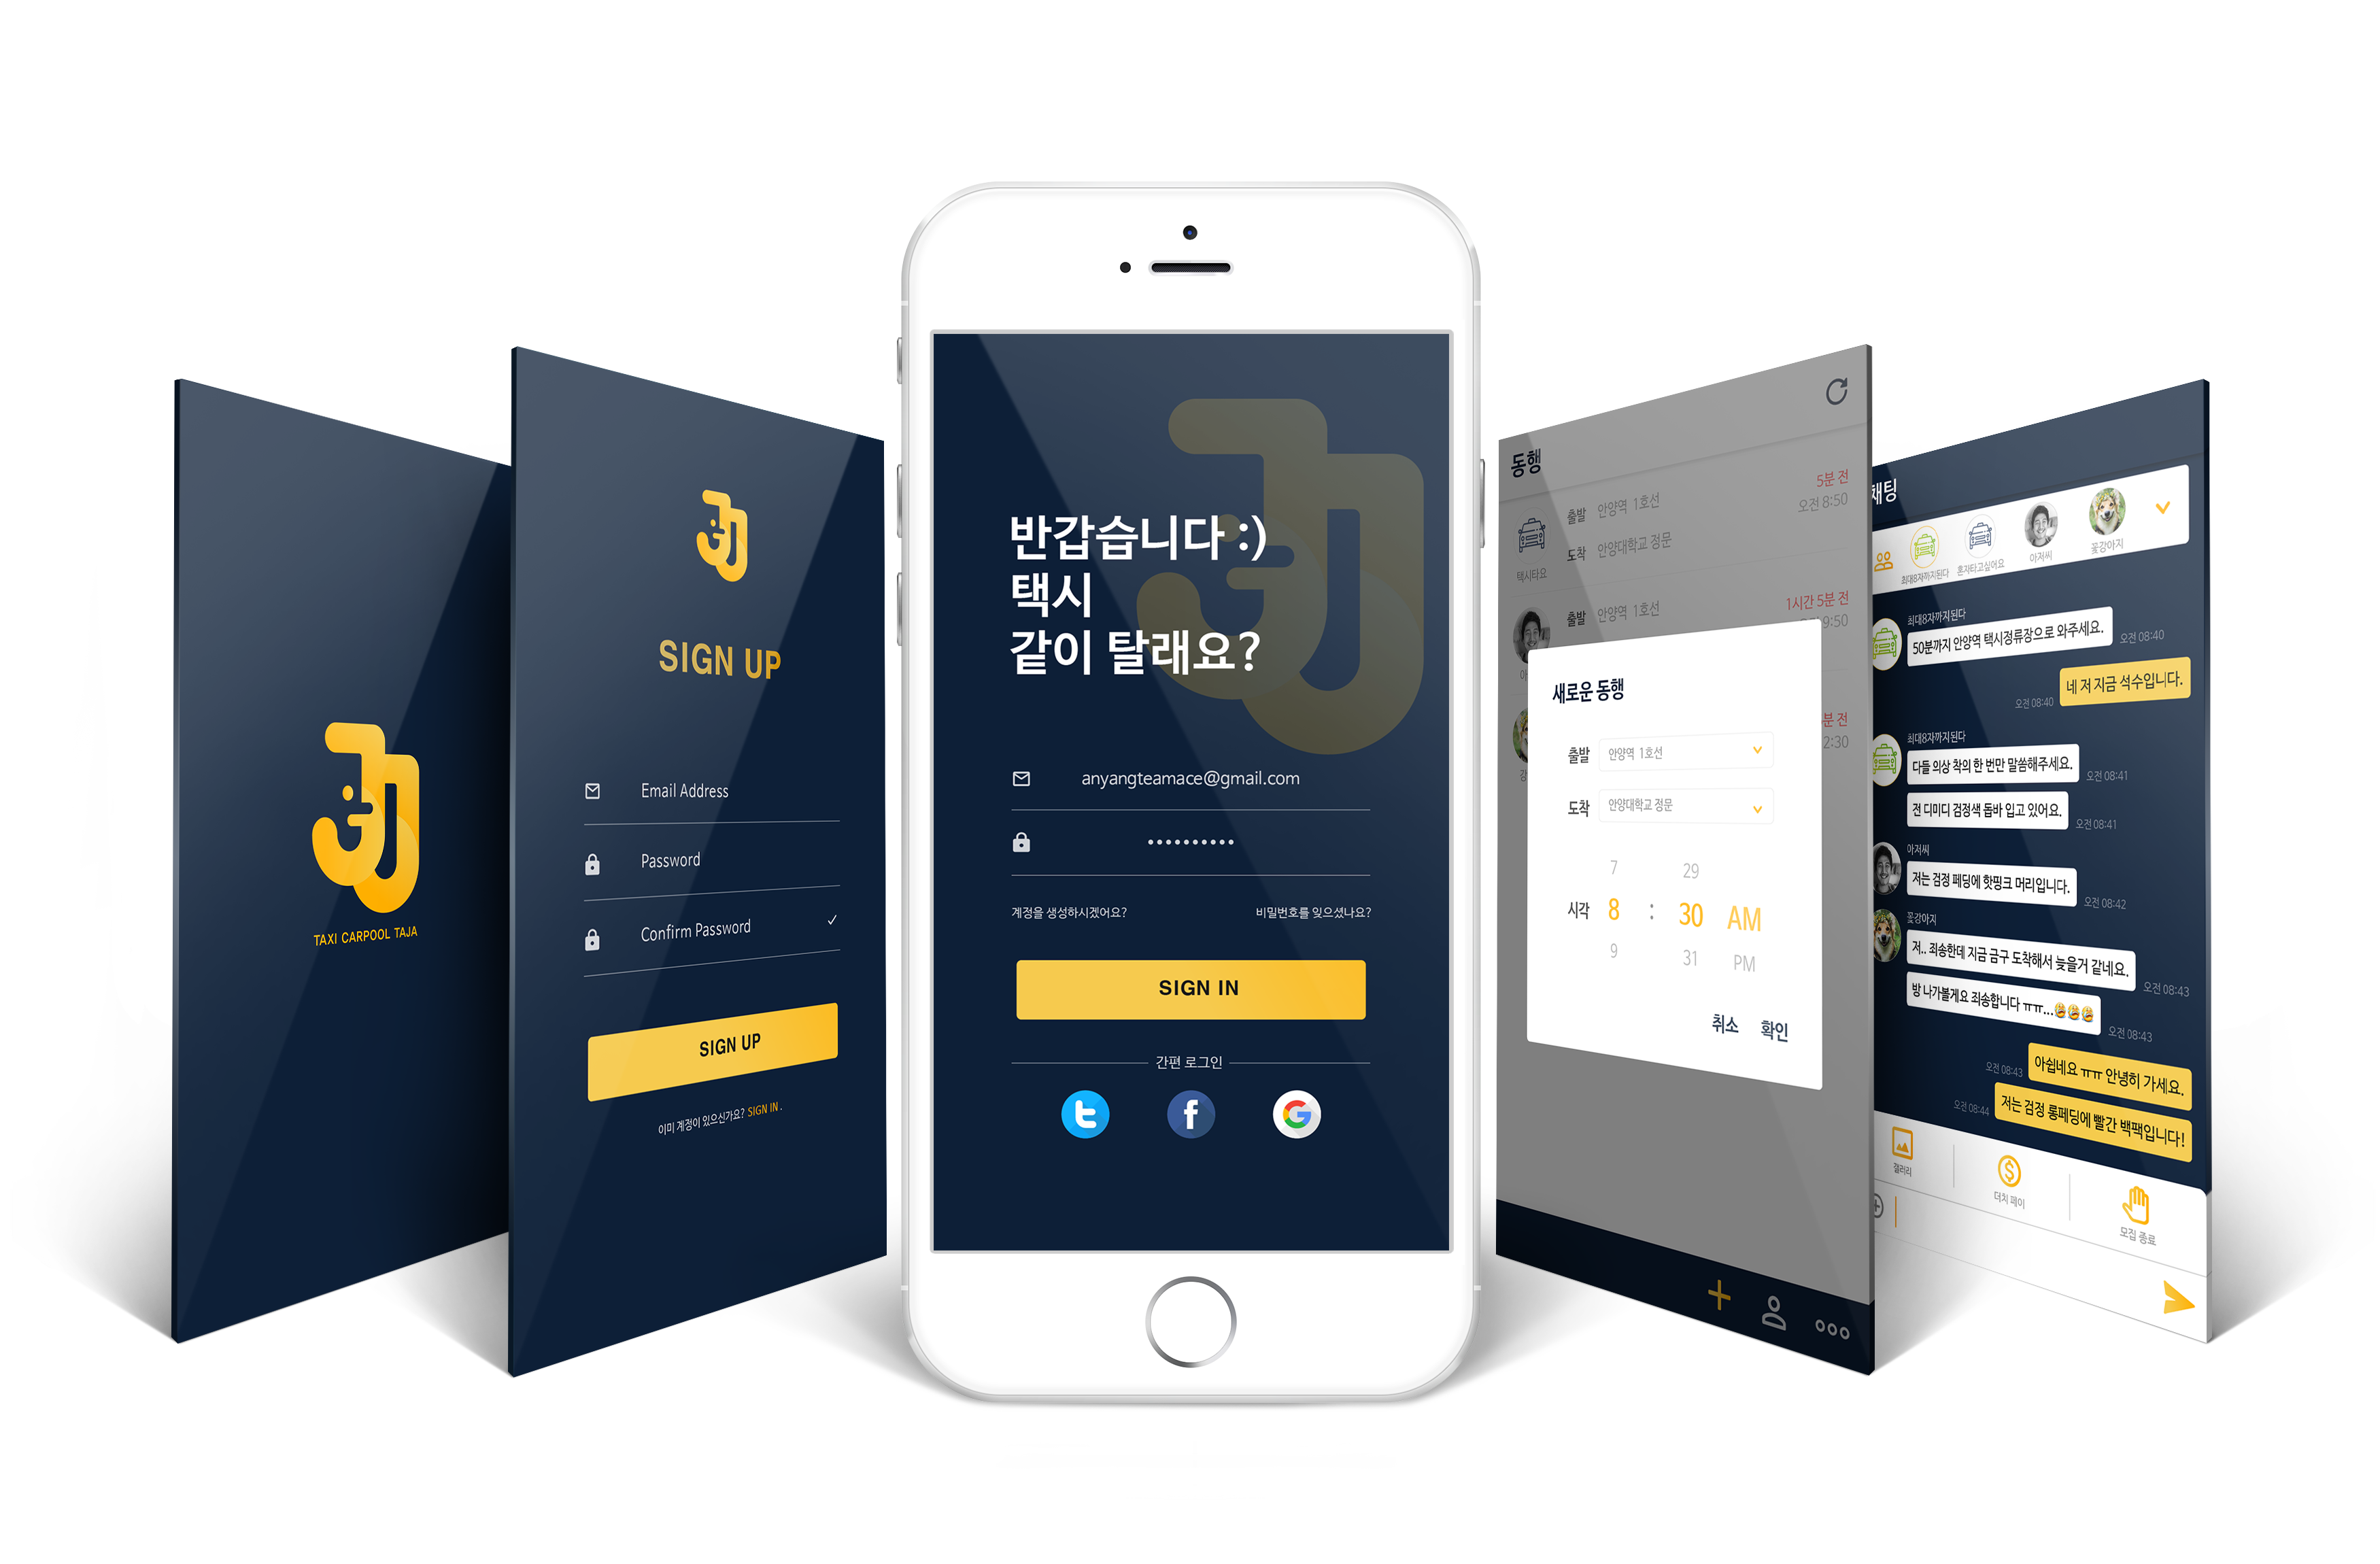 TAXI CARPOOL TAJA
SIGN UP
Email Address
Password
Confirm Password
SIGN UP
이미 계정이 있으신가요? SIGN IN .
반갑습니다 :)
택시
같이 탈래요?
anyangteamace@gmail.com
계정을 생성하시겠어요?
비밀번호를 잊으셨나요?
SIGN IN
간편 로그인
동행
5분 전
출발 안양역 1호선
오전 8:50
도착 안양대학교 정문
택시타요
1시간 5분 전
출발 안양역 1호선
9:50
분 전
2:30
새로운 동행
출발 안양역 1호선
도착 안양대학교 정문
7 29
시각 8 : 30 AM
9 31 PM
취소 확인
채팅
최대8자까지된다
혼자타고싶어요
아저씨
꽃강아지
최대8자까지된다
50분까지 안양역 택시정류장으로 와주세요.
오전 08:40
네 저 지금 석수입니다.
오전 08:40
최대8자까지된다
다들 의상 착의 한 번만 말씀해주세요.
오전 08:41
전 디미디 검정색 돕바 입고 있어요.
오전 08:41
아저씨
저는 검정 페딩에 핫핑크 머리입니다.
오전 08:42
꽃강아지
저.. 죄송한데 지금 금구 도착해서 늦을거 같네요.
오전 08:43
방 나가볼게요 죄송합니다 ㅠㅠ...😭😭😭
오전 08:43
아쉽네요 ㅠㅠ 안녕히 가세요.
오전 08:43
저는 검정 롱페딩에 빨간 백팩입니다!
오전 08:44
갤러리
더치 페이
모집 종료